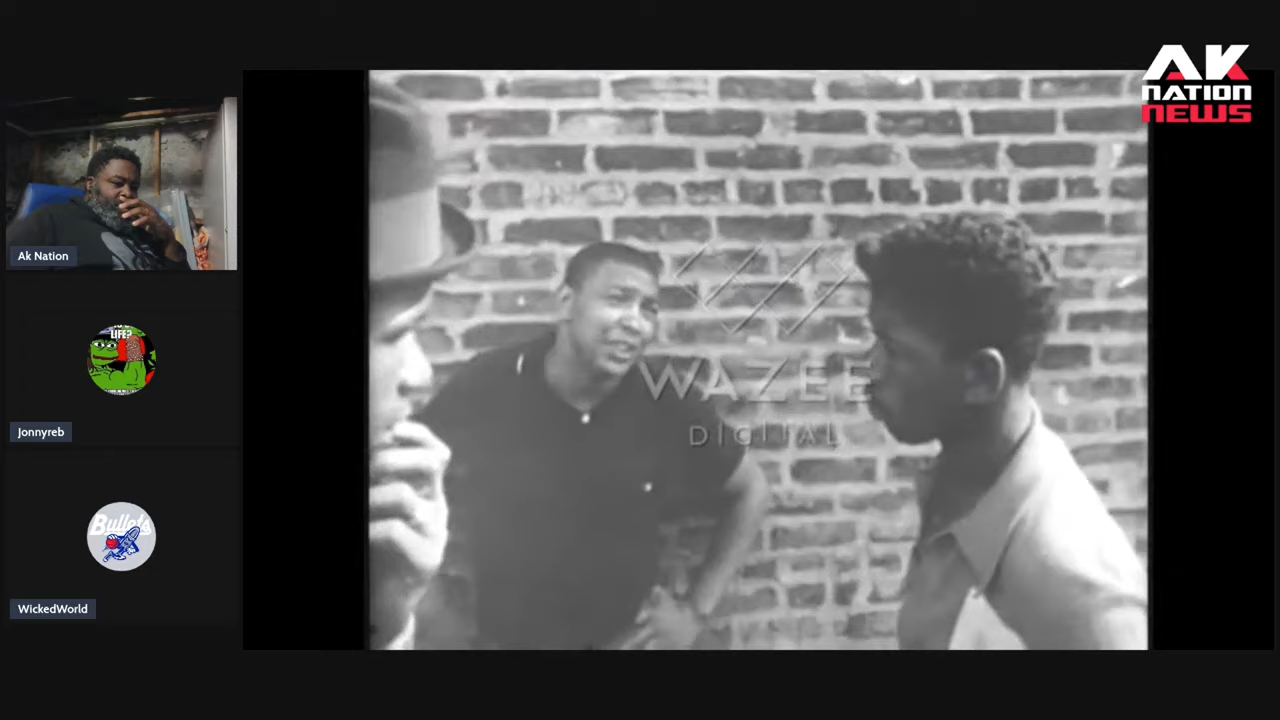 AK
NATION
NEWS
Ak Nation
LIFE?
Jonnyreb
Bullets
WickedWorld
WAZEE
DIGITAL